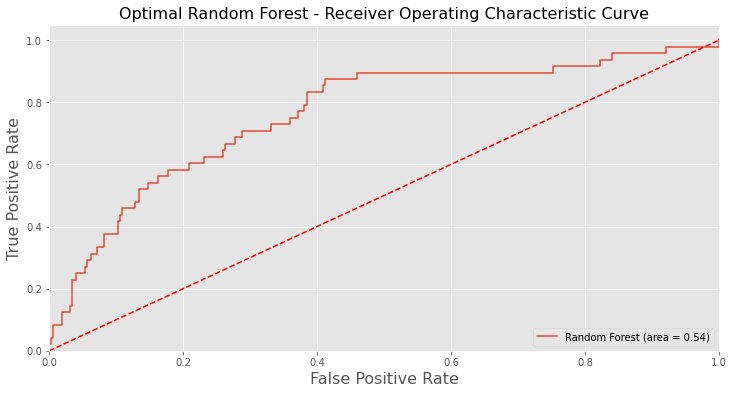 Optimal Random Forest - Receiver Operating Characteristic Curve
True Positive Rate
1.0
0.8
0.6
0.4
0.2
0.0
Random Forest (area = 0.54)
0.0 0.2 0.4 0.6 0.8 1.0
False Positive Rate